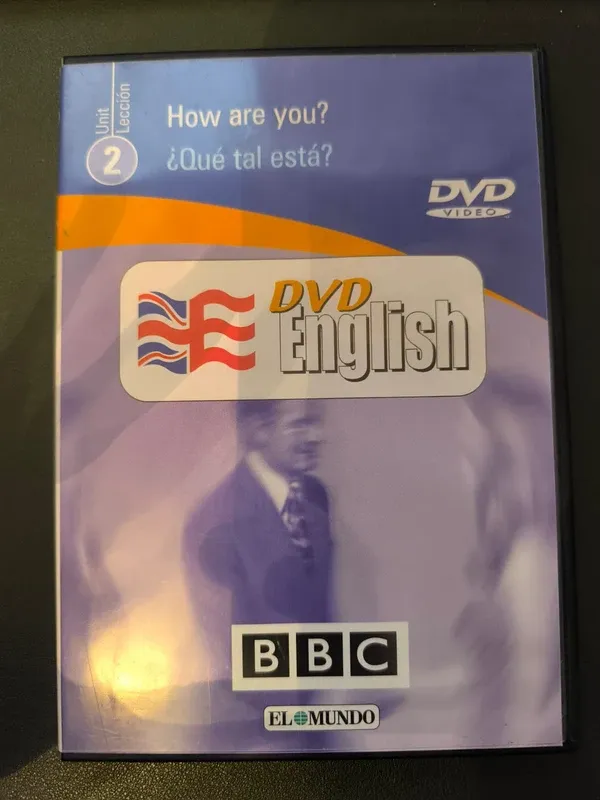 Unit
Lección
2
How are you?
¿Qué tal está?
DVD
VIDEO
DVD
English
BBC
EL MUNDO